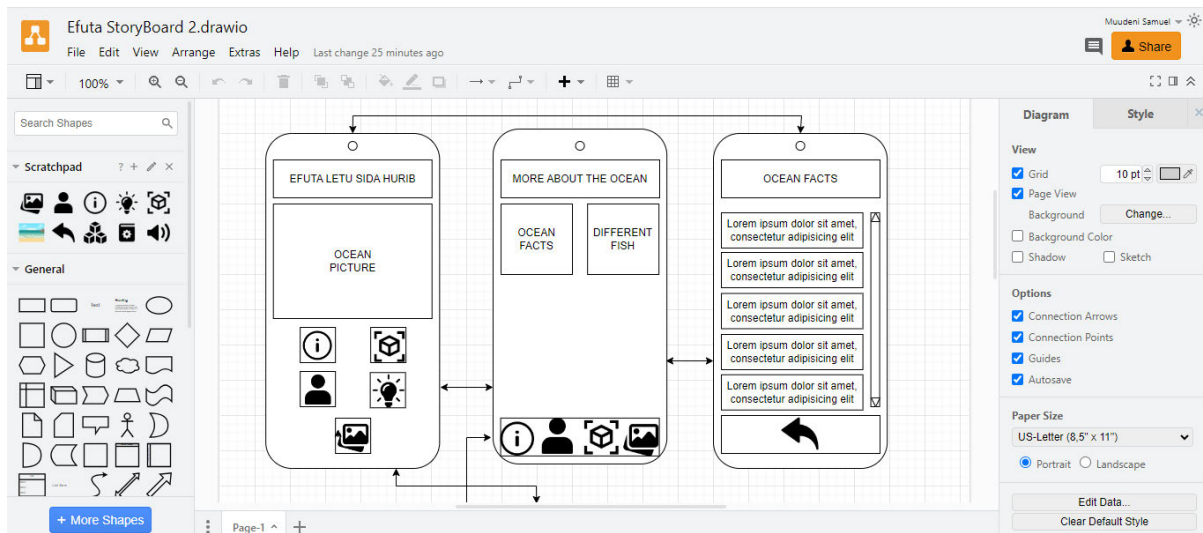 Efuta StoryBoard 2.drawio
Muudeni Samuel
File Edit View Arrange Extras Help Last change 25 minutes ago
Share
100%
Search Shapes
Scratchpad
?
General
Text
Heading
+ More Shapes
EFUTA LETU SIDA HURIB
OCEAN
PICTURE
MORE ABOUT THE OCEAN
OCEAN
FACTS
DIFFERENT
FISH
OCEAN FACTS
Lorem ipsum dolor sit amet,
consectetur adipisicing elit
Lorem ipsum dolor sit amet,
consectetur adipisicing elit
Lorem ipsum dolor sit amet,
consectetur adipisicing elit
Lorem ipsum dolor sit amet,
consectetur adipisicing elit
Lorem ipsum dolor sit amet,
consectetur adipisicing elit
Page-1
Diagram Style
View
Grid 10 pt
Page View
Background Change...
Background Color
Shadow Sketch
Options
Connection Arrows
Connection Points
Guides
Autosave
Paper Size
US-Letter (8,5" x 11")
Portrait Landscape
Edit Data...
Clear Default Style